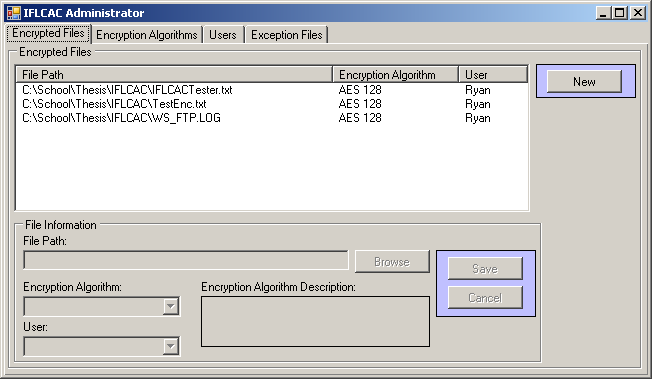 IFLCAC Administrator
Encrypted Files Encryption Algorithms Users Exception Files
Encrypted Files
File Path Encryption Algorithm User
C:\School\Thesis\IFLCAC\IFLCACTester.txt AES 128 Ryan
C:\School\Thesis\IFLCAC\TestEnc.txt AES 128 Ryan
C:\School\Thesis\IFLCAC\WS_FTP.LOG AES 128 Ryan
New
File Information
File Path:
Browse
Save
Encryption Algorithm: Encryption Algorithm Description:
Cancel
User: